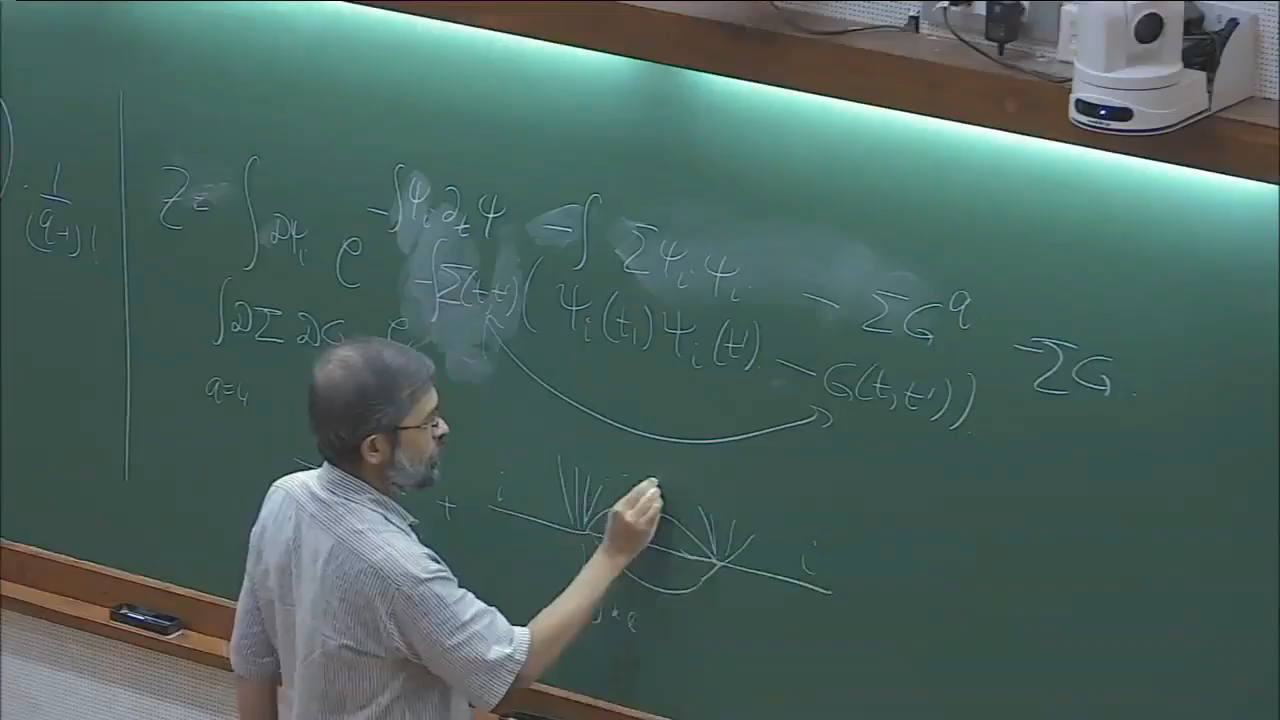 1
(q-1)!
Z = ∫ 𝒟ψ_i e^{-∫ψ_i ∂_t ψ} - ∫ Σ ψ_i ψ_i - Σ G^q
∫ 𝒟Σ 𝒟G e^{-∫Σ(t,t')( ψ_i(t_1) ψ_i(t') - G(t,t'))} - ΣG.
q=4
+ i
i